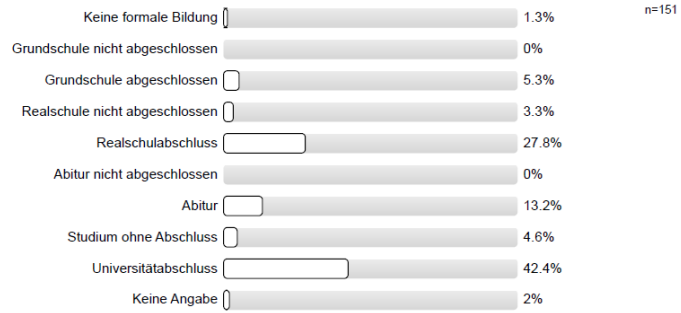 n=151
Keine formale Bildung 1.3%
Grundschule nicht abgeschlossen 0%
Grundschule abgeschlossen 5.3%
Realschule nicht abgeschlossen 3.3%
Realschulabschluss 27.8%
Abitur nicht abgeschlossen 0%
Abitur 13.2%
Studium ohne Abschluss 4.6%
Universitätabschluss 42.4%
Keine Angabe 2%